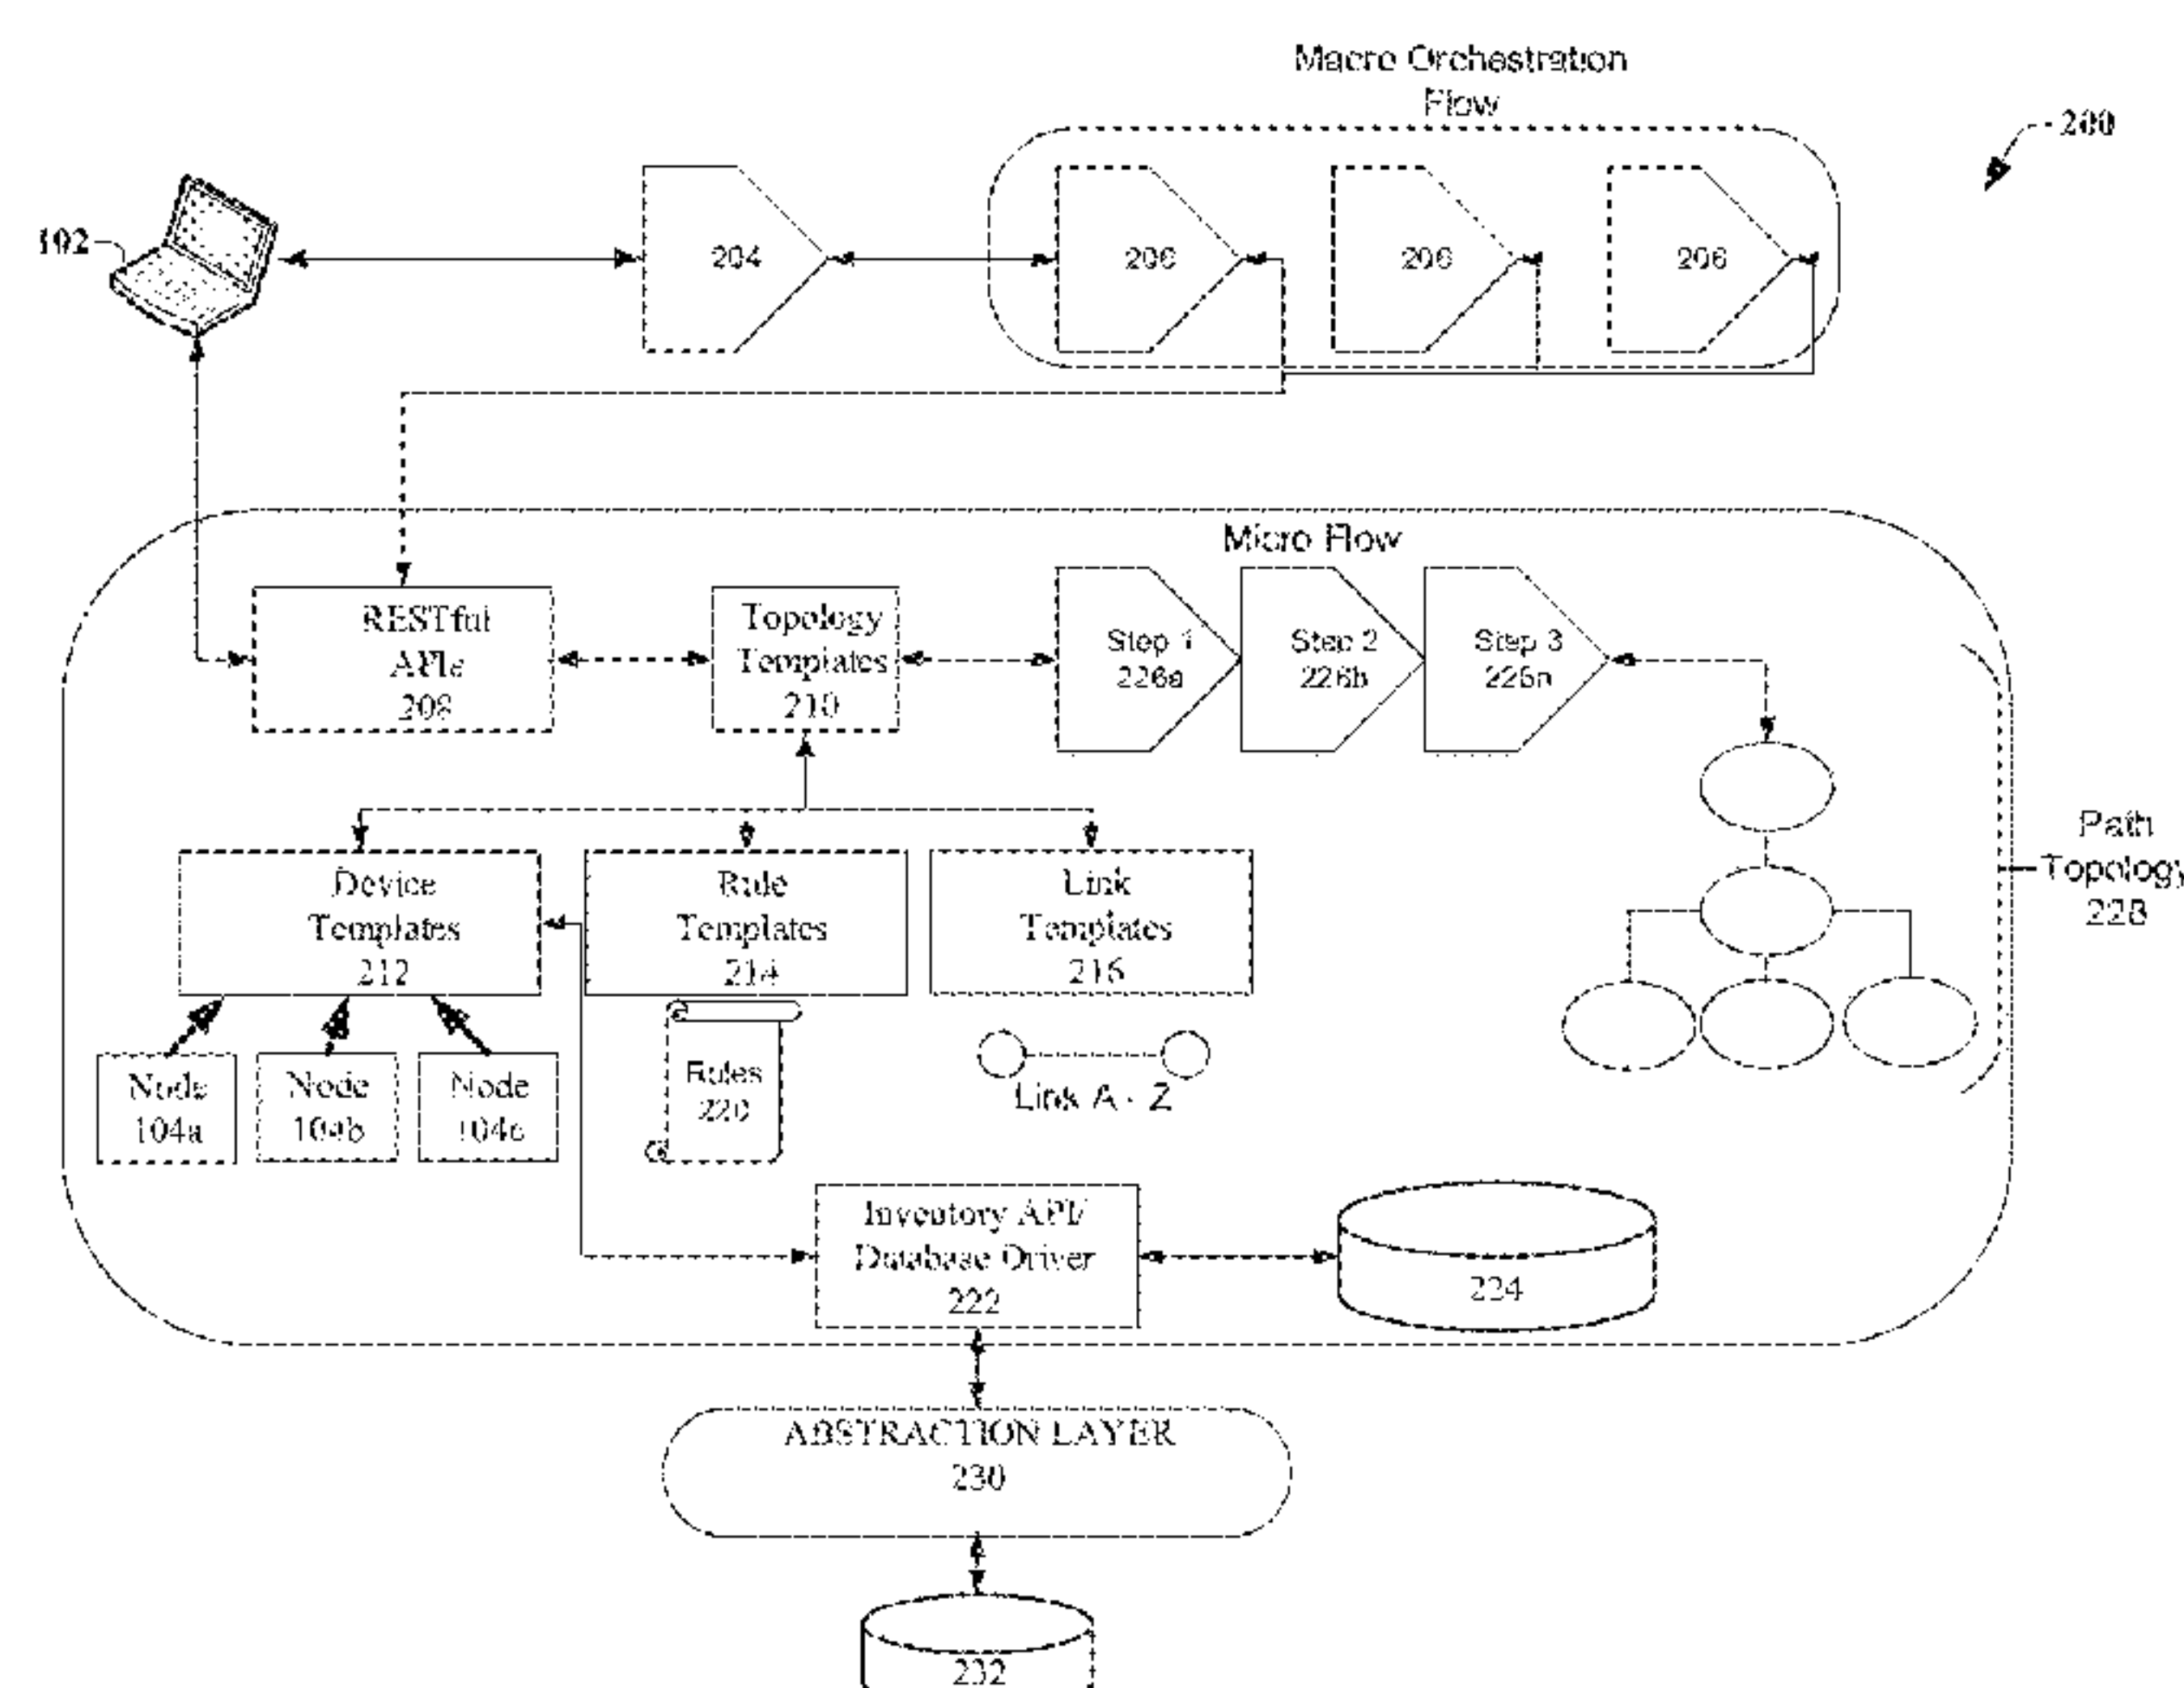 Macro Orchestration
Flow
200
102
204
206
206
206
Micro Flow
RESTful
APIs
208
Topology
Templates
210
Step 1
226a
Step 2
226b
Step 3
226n
Device
Templates
212
Rule
Templates
214
Link
Templates
216
Path
Topology
228
Node
104a
Node
104b
Node
104c
Rules
220
Link A - Z
Inventory API/
Database Driver
222
234
ABSTRACTION LAYER
230
232